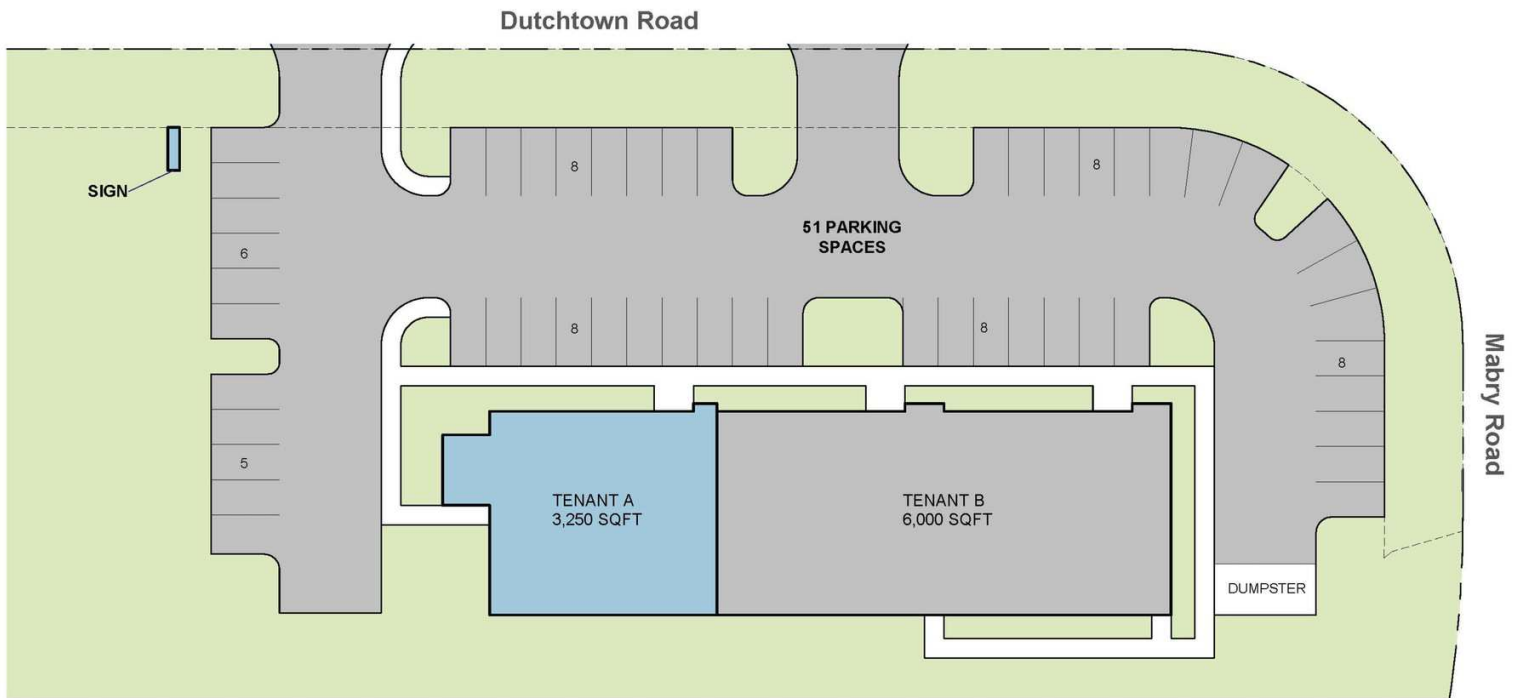 Dutchtown Road
SIGN
8
8
51 PARKING
SPACES
6
8
8
8
Mabry Road
5
TENANT A
3,250 SQFT
TENANT B
6,000 SQFT
DUMPSTER